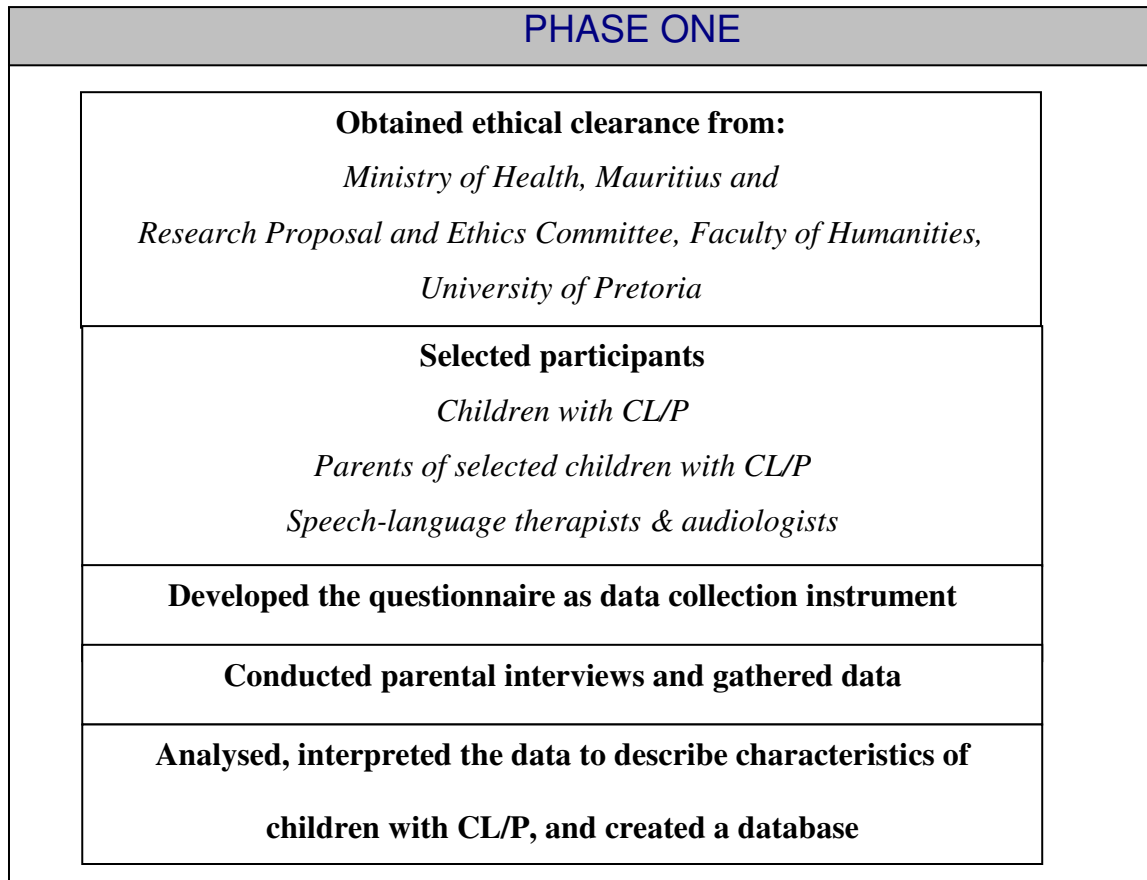 PHASE ONE
Obtained ethical clearance from:
Ministry of Health, Mauritius and
Research Proposal and Ethics Committee, Faculty of Humanities,
University of Pretoria
Selected participants
Children with CL/P
Parents of selected children with CL/P
Speech-language therapists & audiologists
Developed the questionnaire as data collection instrument
Conducted parental interviews and gathered data
Analysed, interpreted the data to describe characteristics of
children with CL/P, and created a database